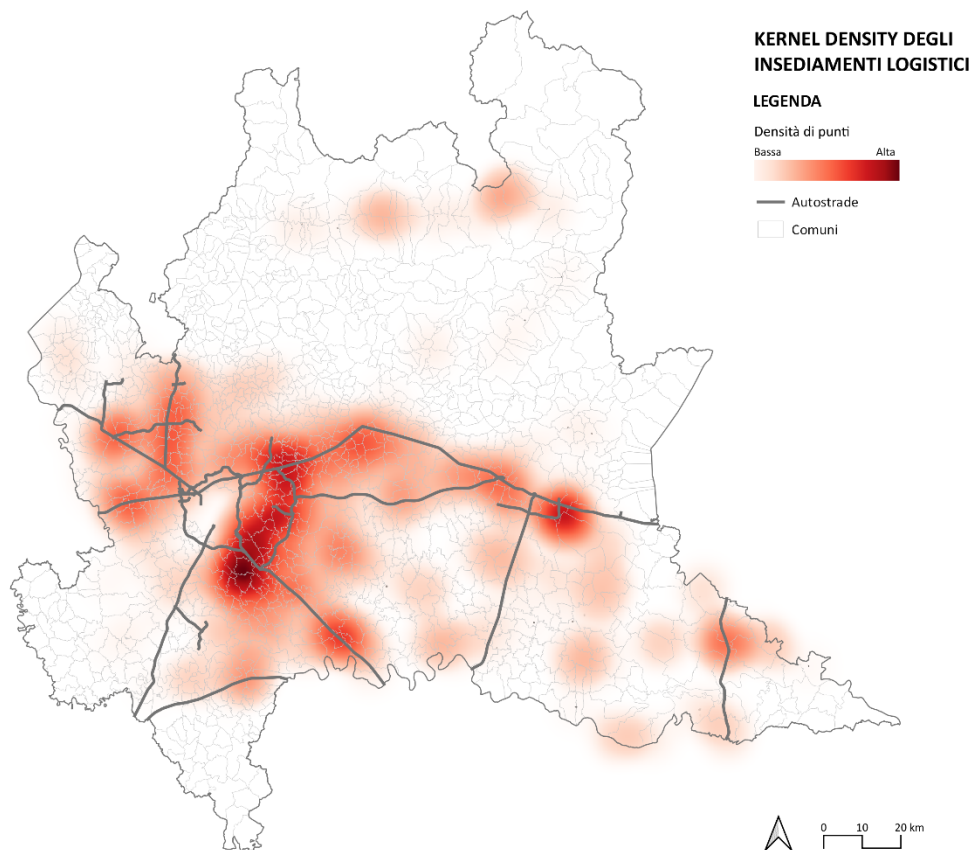 KERNEL DENSITY DEGLI
INSEDIAMENTI LOGISTICI
LEGENDA
Densità di punti
Bassa Alta
Autostrade
Comuni
0 10 20 km